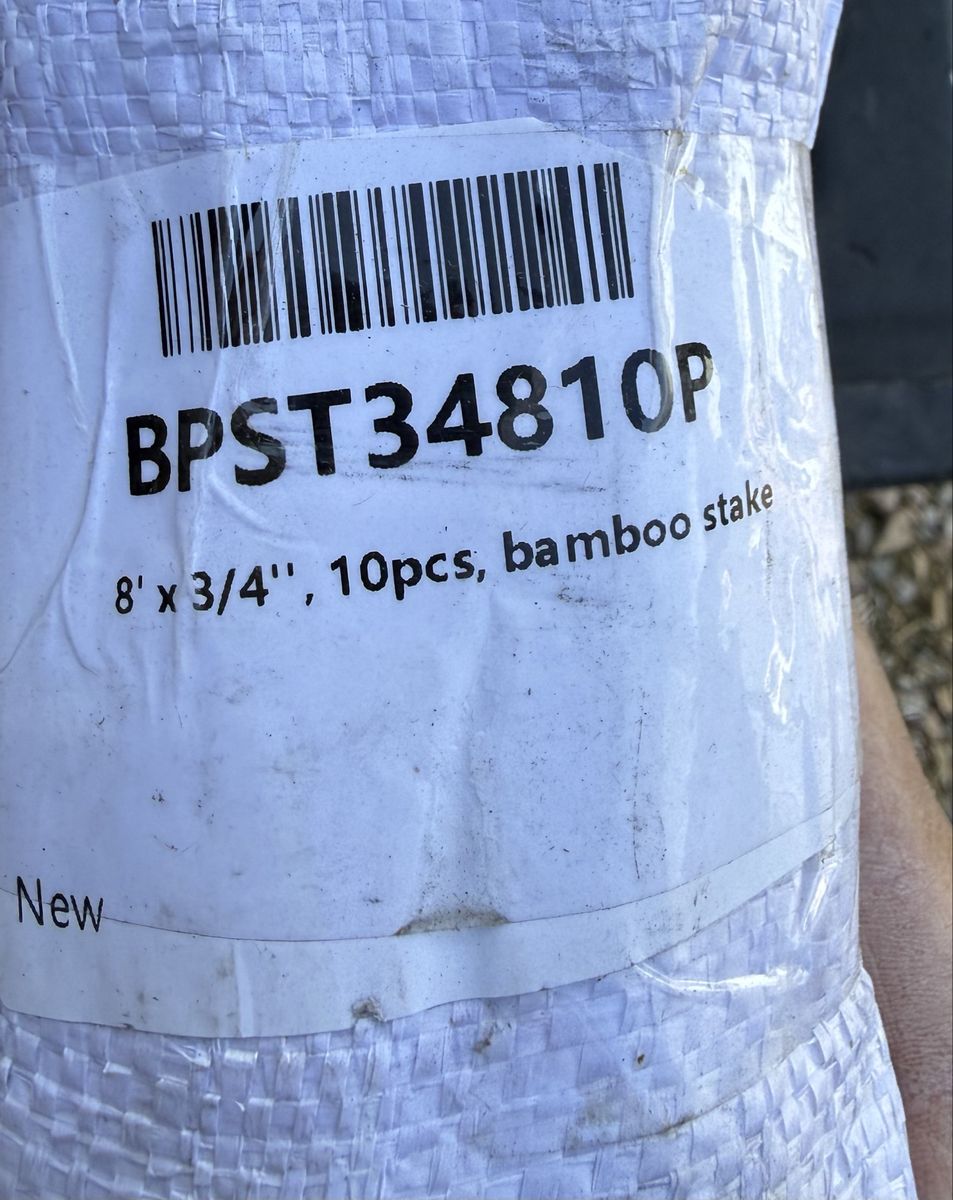 BPST34810P
8' x 3/4'', 10pcs, bamboo stake
New